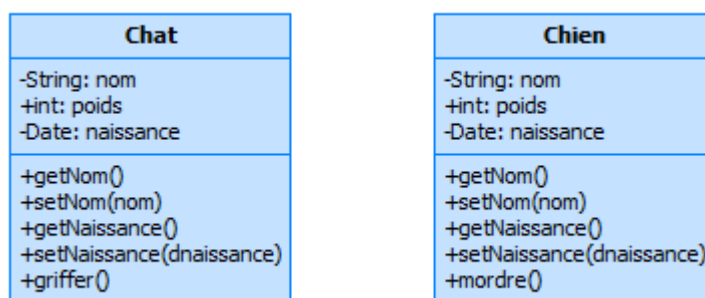 Chat
-String: nom
+int: poids
-Date: naissance
+getNom()
+setNom(nom)
+getNaissance()
+setNaissance(dnaissance)
+griffer()
Chien
-String: nom
+int: poids
-Date: naissance
+getNom()
+setNom(nom)
+getNaissance()
+setNaissance(dnaissance)
+mordre()